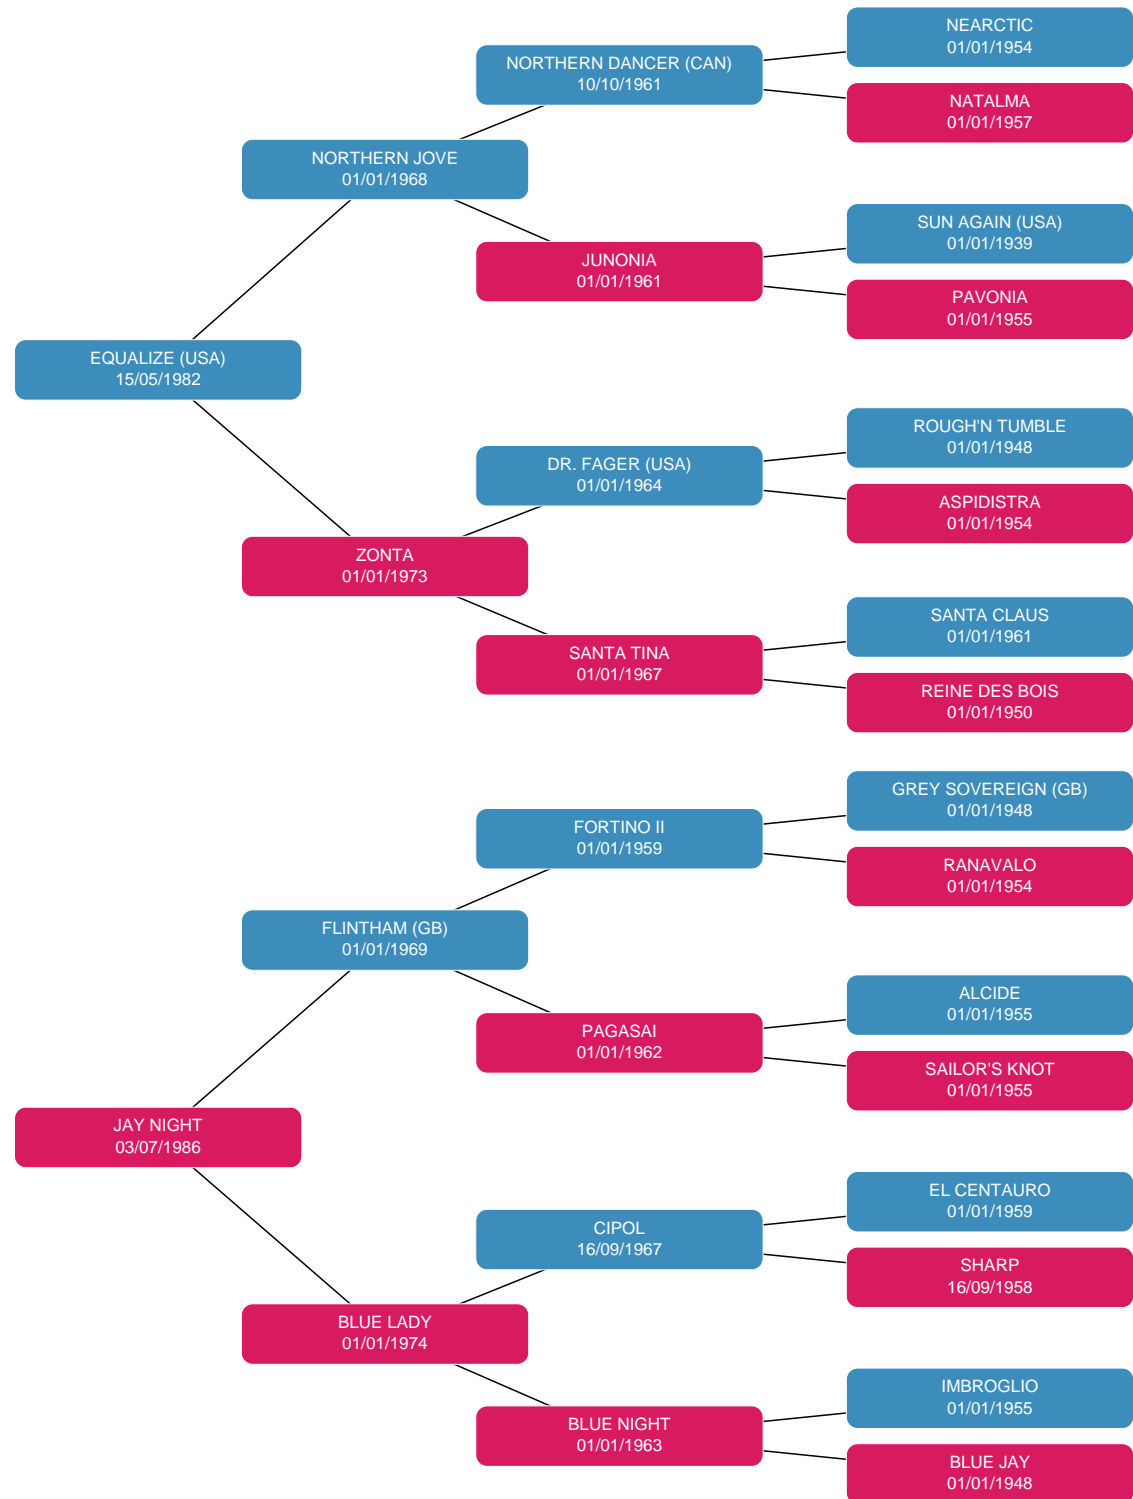 NEARCTIC
01/01/1954
NORTHERN DANCER (CAN)
10/10/1961
NATALMA
01/01/1957
NORTHERN JOVE
01/01/1968
SUN AGAIN (USA)
01/01/1939
JUNONIA
01/01/1961
PAVONIA
01/01/1955
EQUALIZE (USA)
15/05/1982
ROUGH'N TUMBLE
01/01/1948
DR. FAGER (USA)
01/01/1964
ASPIDISTRA
01/01/1954
ZONTA
01/01/1973
SANTA CLAUS
01/01/1961
SANTA TINA
01/01/1967
REINE DES BOIS
01/01/1950
GREY SOVEREIGN (GB)
01/01/1948
FORTINO II
01/01/1959
RANAVALO
01/01/1954
FLINTHAM (GB)
01/01/1969
ALCIDE
01/01/1955
PAGASAI
01/01/1962
SAILOR'S KNOT
01/01/1955
JAY NIGHT
03/07/1986
EL CENTAURO
01/01/1959
CIPOL
16/09/1967
SHARP
16/09/1958
BLUE LADY
01/01/1974
IMBROGLIO
01/01/1955
BLUE NIGHT
01/01/1963
BLUE JAY
01/01/1948